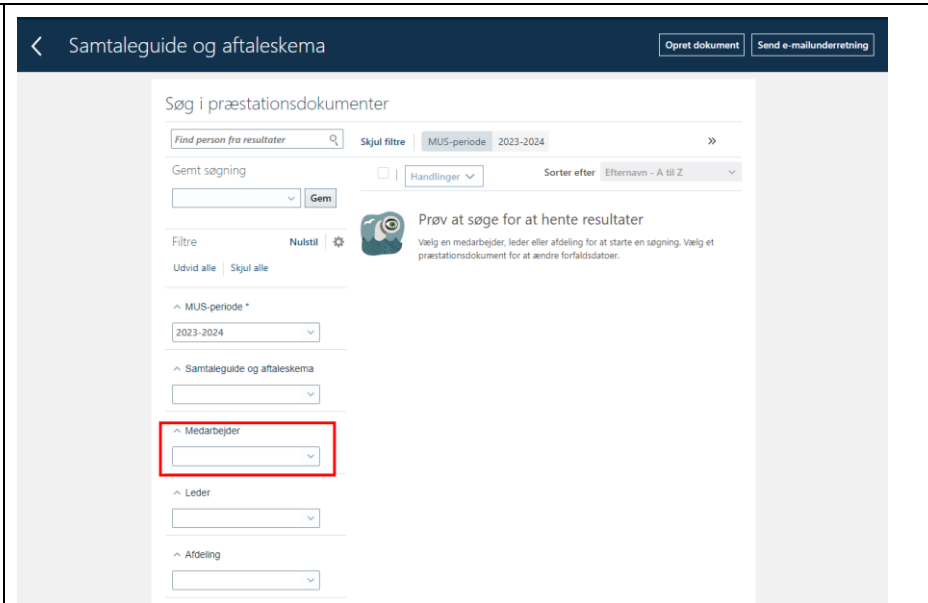 Samtaleguide og aftaleskema
Opret dokument
Send e-mailunderretning
Søg i præstationsdokumenter
Find person fra resultater
Skjul filtre
MUS-periode 2023-2024
Gemt søgning
Gem
Handlinger
Sorter efter
Efternavn - A til Z
Filtre
Nulstil
Udvid alle
Skjul alle
Prøv at søge for at hente resultater
Vælg en medarbejder, leder eller afdeling for at starte en søgning. Vælg et
præstationsdokument for at ændre forfaldsdatoer.
MUS-periode *
2023-2024
Samtaleguide og aftaleskema
Medarbejder
Leder
Afdeling